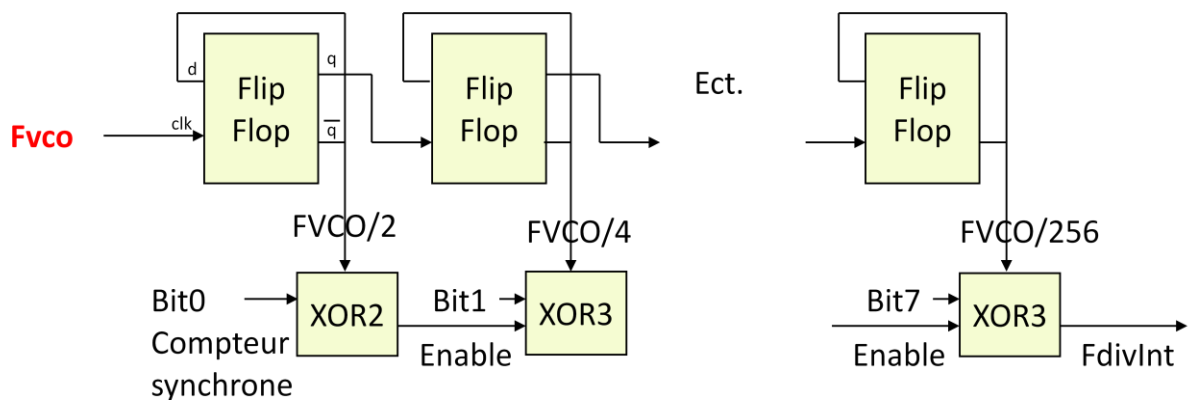 Flip
Flop
d
q
clk
q
Flip
Flop
Ect.
Flip
Flop
Fvco
FVCO/2
FVCO/4
FVCO/256
Bit0
Compteur
synchrone
XOR2
Bit1
Enable
XOR3
Bit7
Enable
XOR3
FdivInt